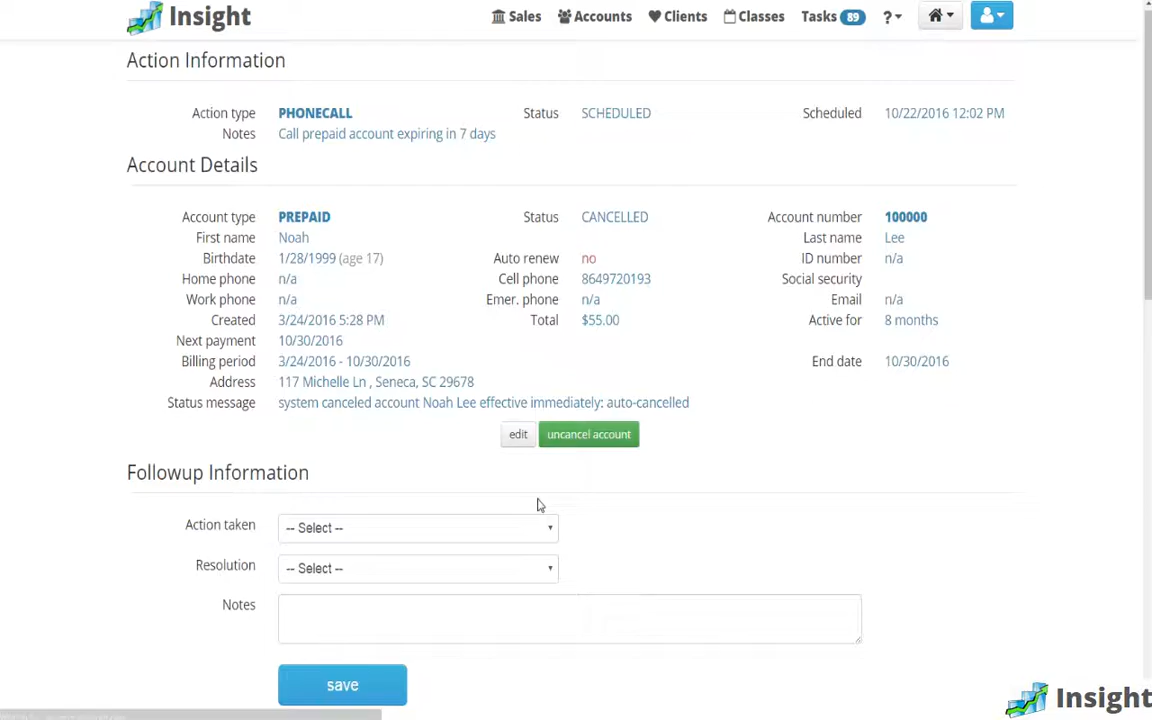 Insight Sales Accounts Clients Classes Tasks 89 ?
Action Information
Action type PHONECALL Status SCHEDULED Scheduled 10/22/2016 12:02 PM
Notes Call prepaid account expiring in 7 days
Account Details
Account type PREPAID Status CANCELLED Account number 100000
First name Noah Last name Lee
Birthdate 1/28/1999 (age 17) Auto renew no ID number n/a
Home phone n/a Cell phone 8649720193 Social security
Work phone n/a Emer. phone n/a Email n/a
Created 3/24/2016 5:28 PM Total $55.00 Active for 8 months
Next payment 10/30/2016
Billing period 3/24/2016 - 10/30/2016 End date 10/30/2016
Address 117 Michelle Ln , Seneca, SC 29678
Status message system canceled account Noah Lee effective immediately: auto-cancelled
edit uncancel account
Followup Information
Action taken -- Select --
Resolution -- Select --
Notes
save
Insight